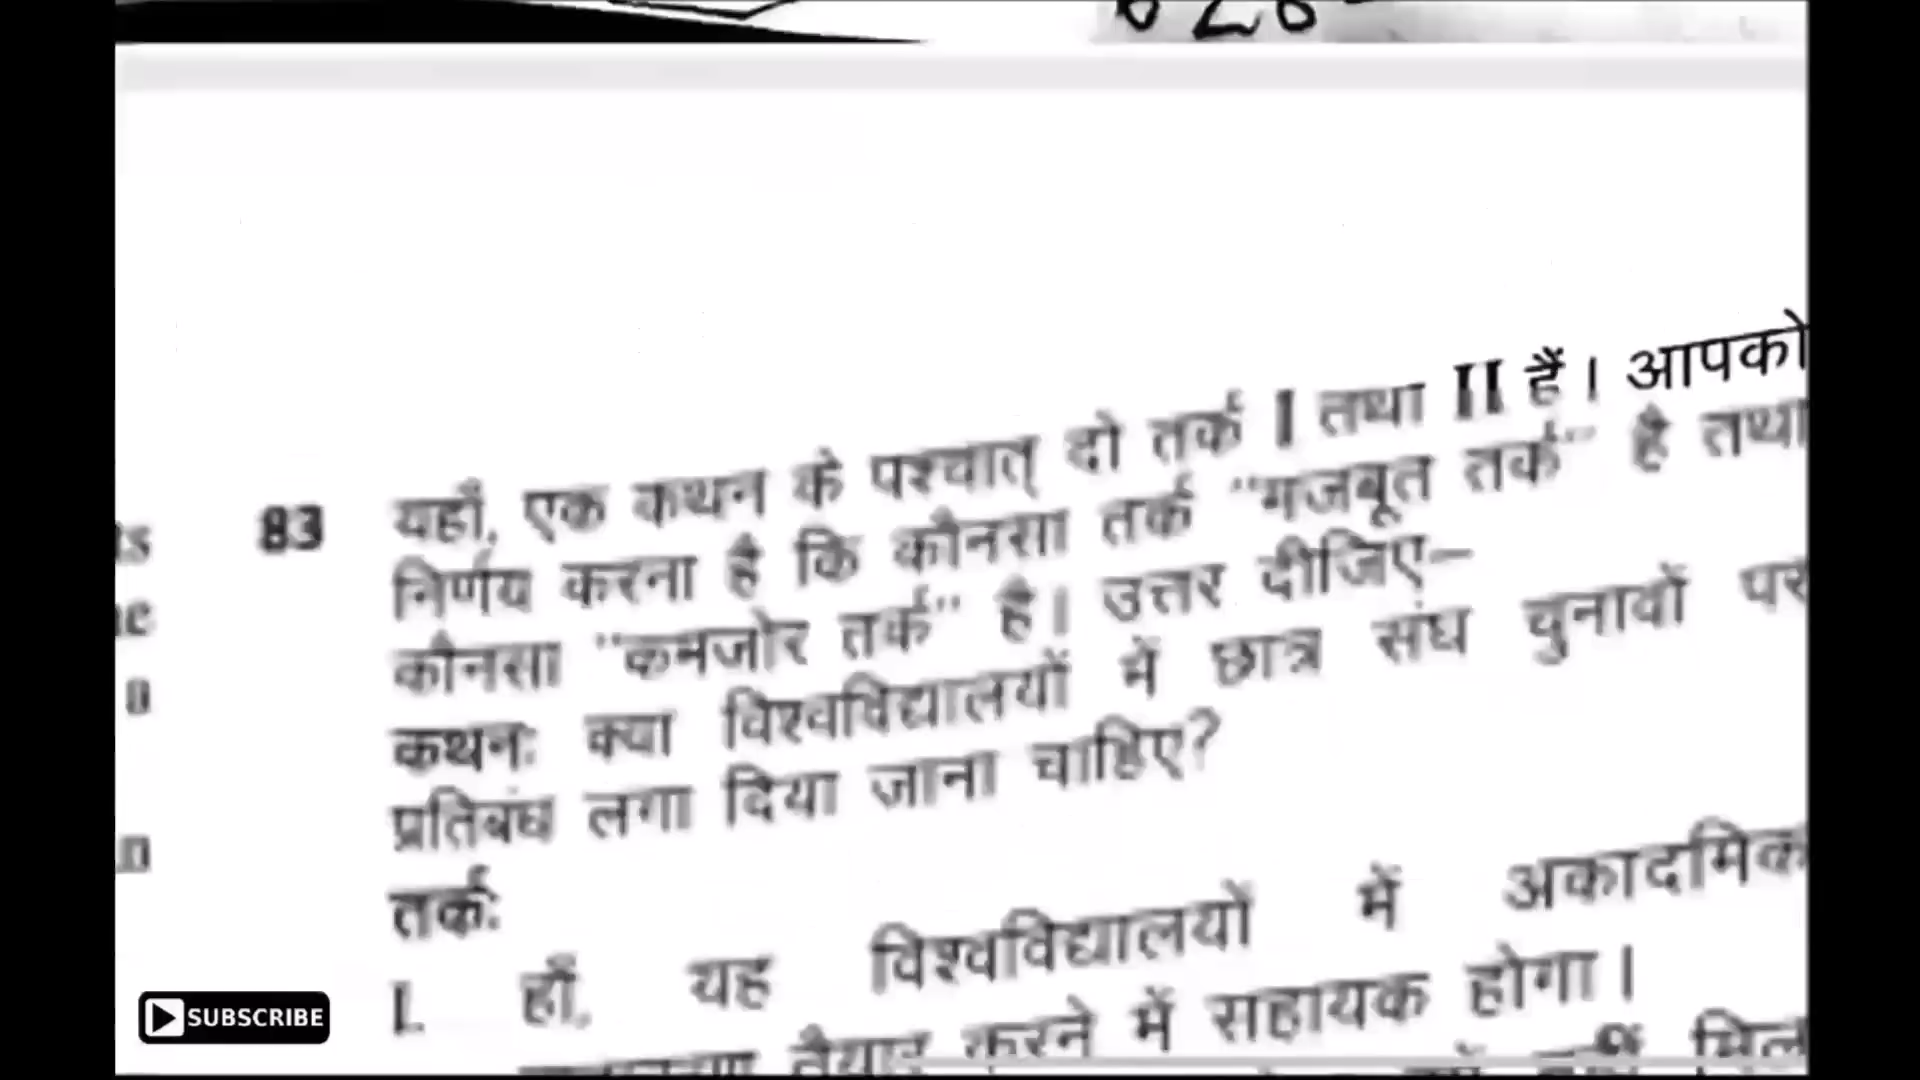 यहाँ, एक कथन के पश्चात् दो तर्क I तथा II हैं। आपको
83
निर्णय करना है कि कौनसा तर्क "मजबूत तर्क" है तथा
कौनसा "कमजोर तर्क" है। उत्तर दीजिए–
कथनः क्या विश्वविद्यालयों में छात्र संघ चुनावों पर
प्रतिबंध लगा दिया जाना चाहिए?
तर्कः
I. हाँ, यह विश्वविद्यालयों में अकादमिक
तैयार करने में सहायक होगा।
SUBSCRIBE